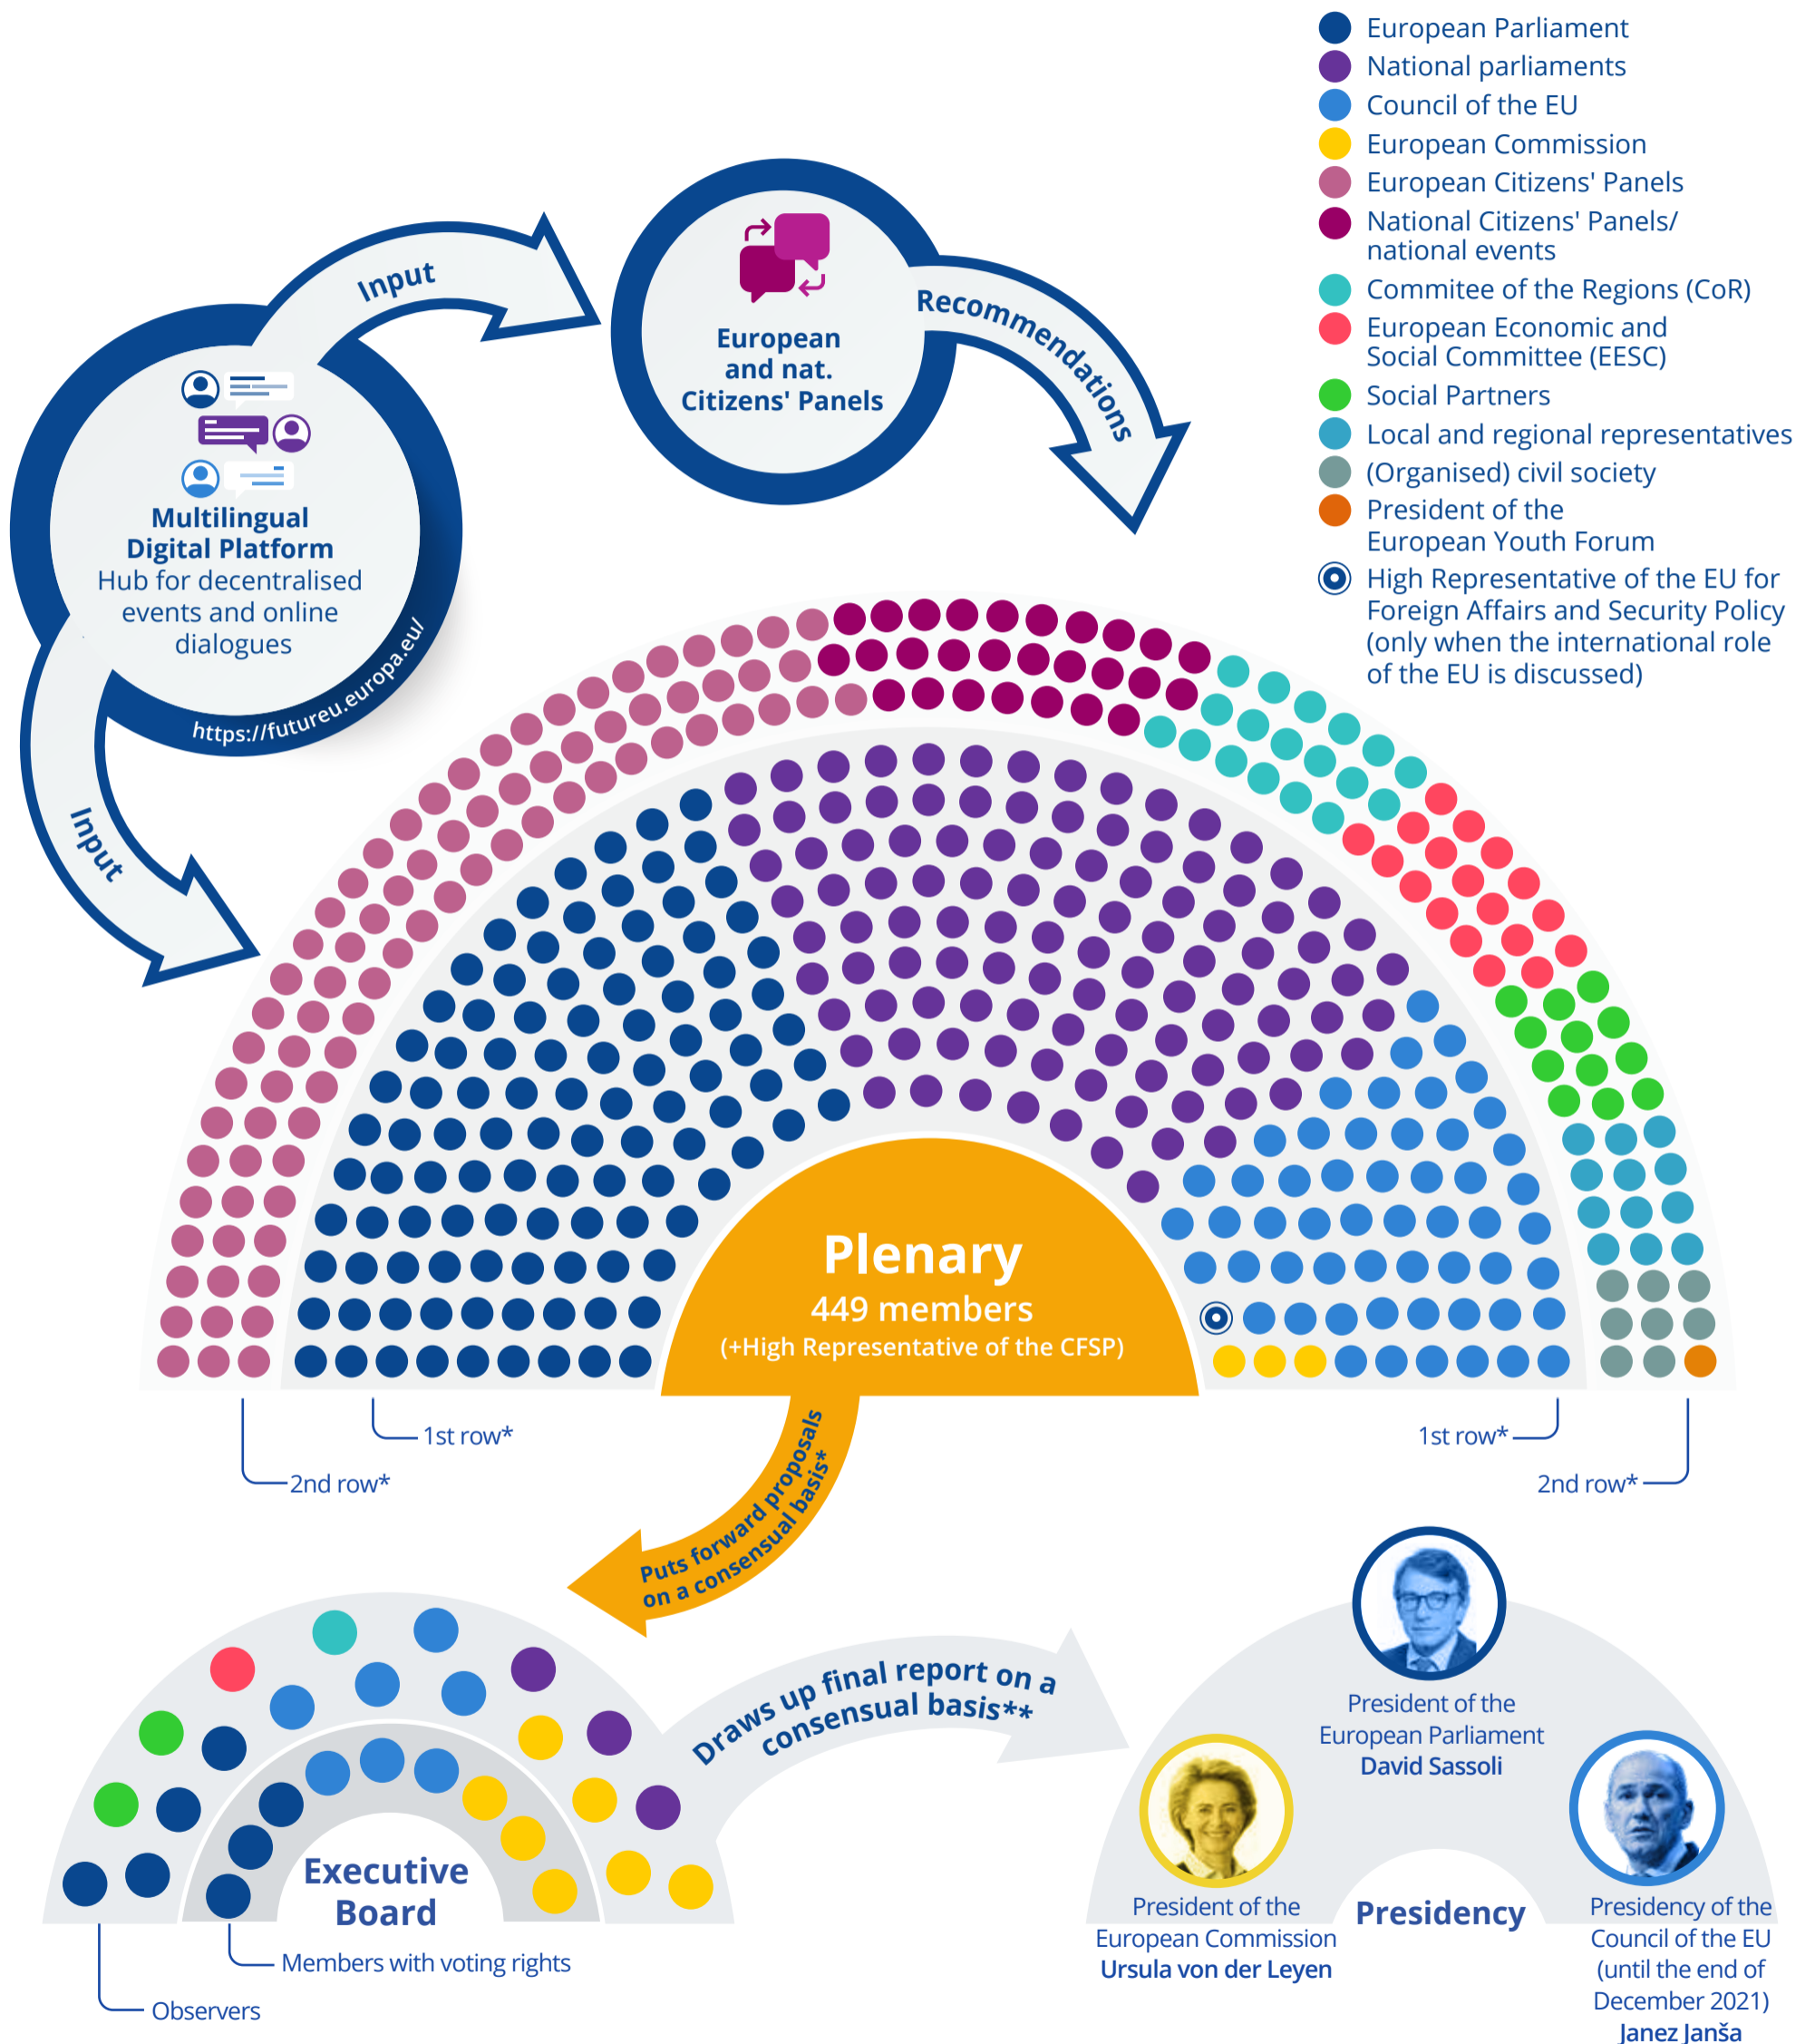 European Parliament
National parliaments
Council of the EU
European Commission
European Citizens' Panels
National Citizens' Panels/
national events
Commitee of the Regions (CoR)
European Economic and
Social Committee (EESC)
Social Partners
Local and regional representatives
(Organised) civil society
President of the
European Youth Forum
High Representative of the EU for
Foreign Affairs and Security Policy
(only when the international role
of the EU is discussed)
Input
European
and nat.
Citizens' Panels
Recommendations
Multilingual
Digital Platform
Hub for decentralised
events and online
dialogues
https://futureu.europa.eu/
Input
Plenary
449 members
(+High Representative of the CFSP)
1st row*
2nd row*
1st row*
2nd row*
Puts forward proposals
on a consensual basis*
Draws up final report on a
consensual basis**
Executive
Board
Members with voting rights
Observers
President of the
European Parliament
David Sassoli
President of the
European Commission
Ursula von der Leyen
Presidency
Presidency of the
Council of the EU
(until the end of
December 2021)
Janez Janša